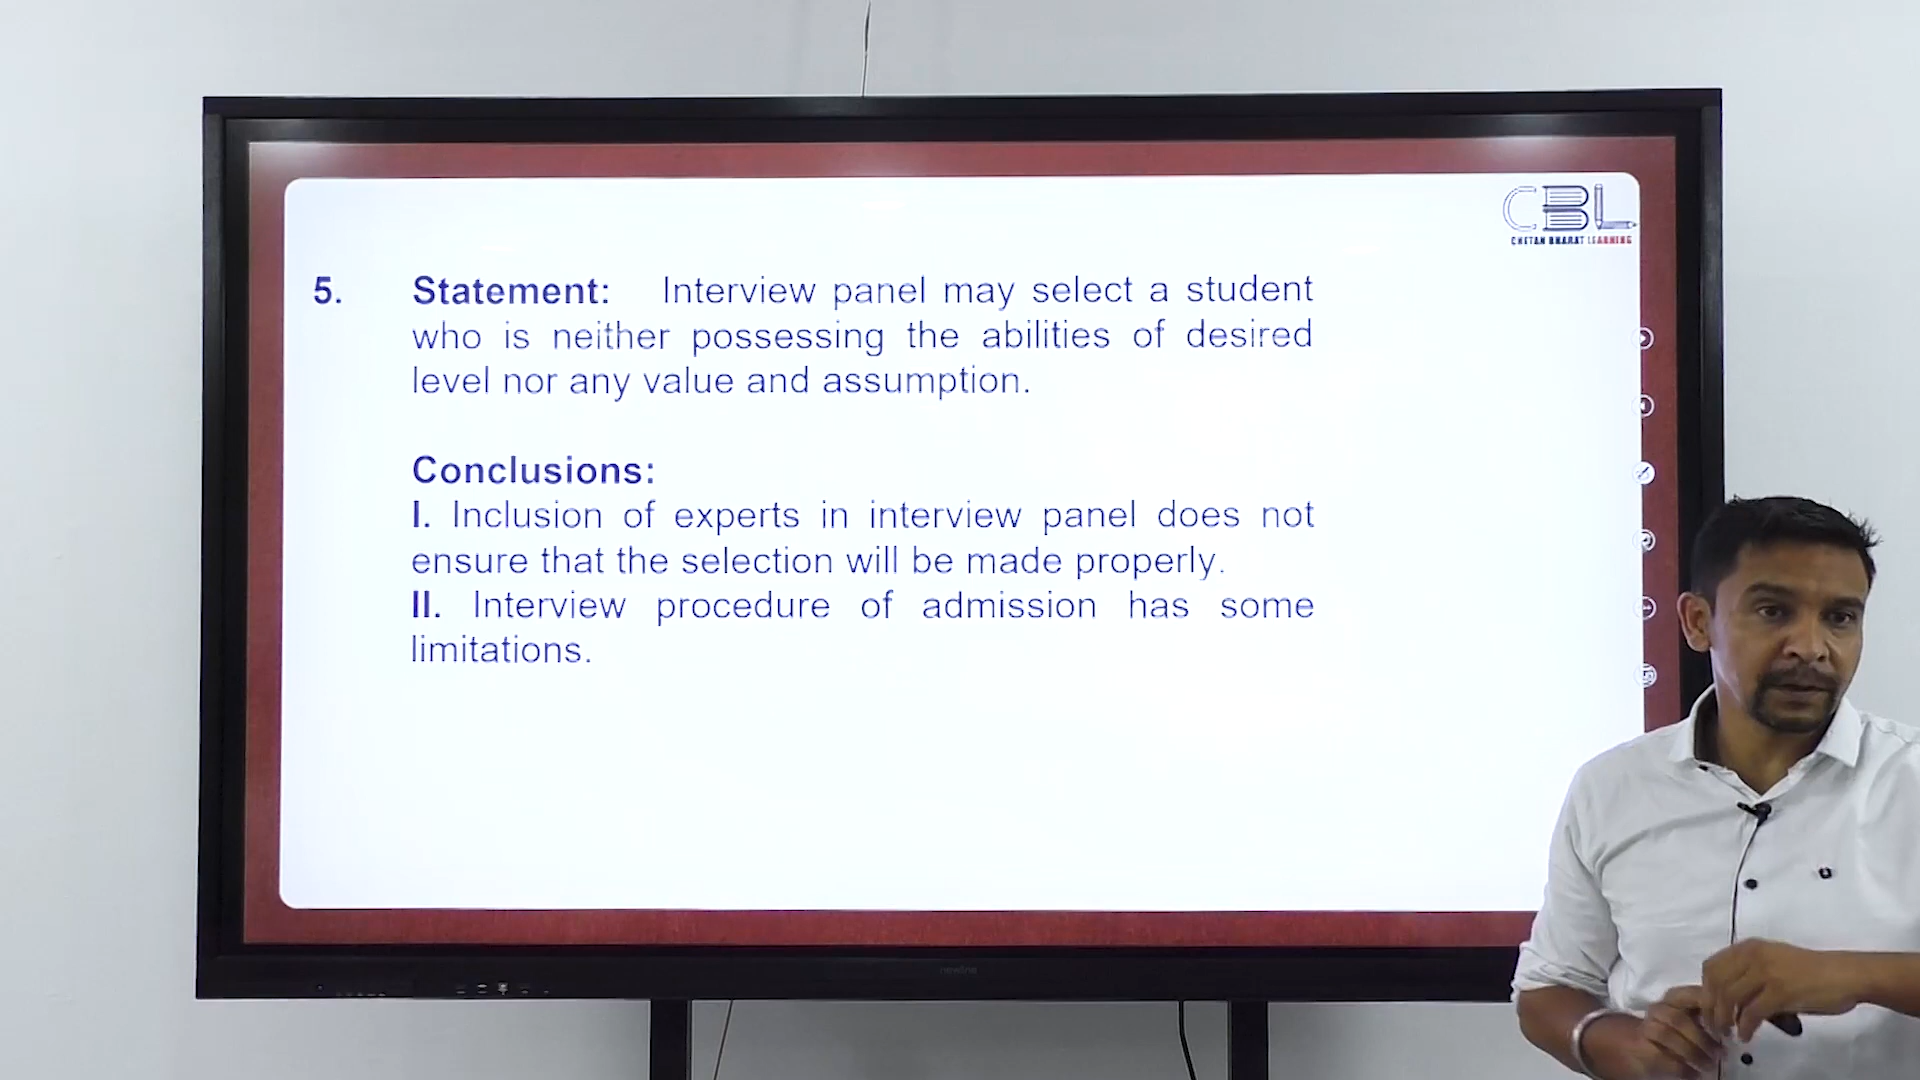 CBL
CHETAN BHARAT LEARNING
5. Statement: Interview panel may select a student
who is neither possessing the abilities of desired
level nor any value and assumption.
Conclusions:
I. Inclusion of experts in interview panel does not
ensure that the selection will be made properly.
II. Interview procedure of admission has some
limitations.
newline